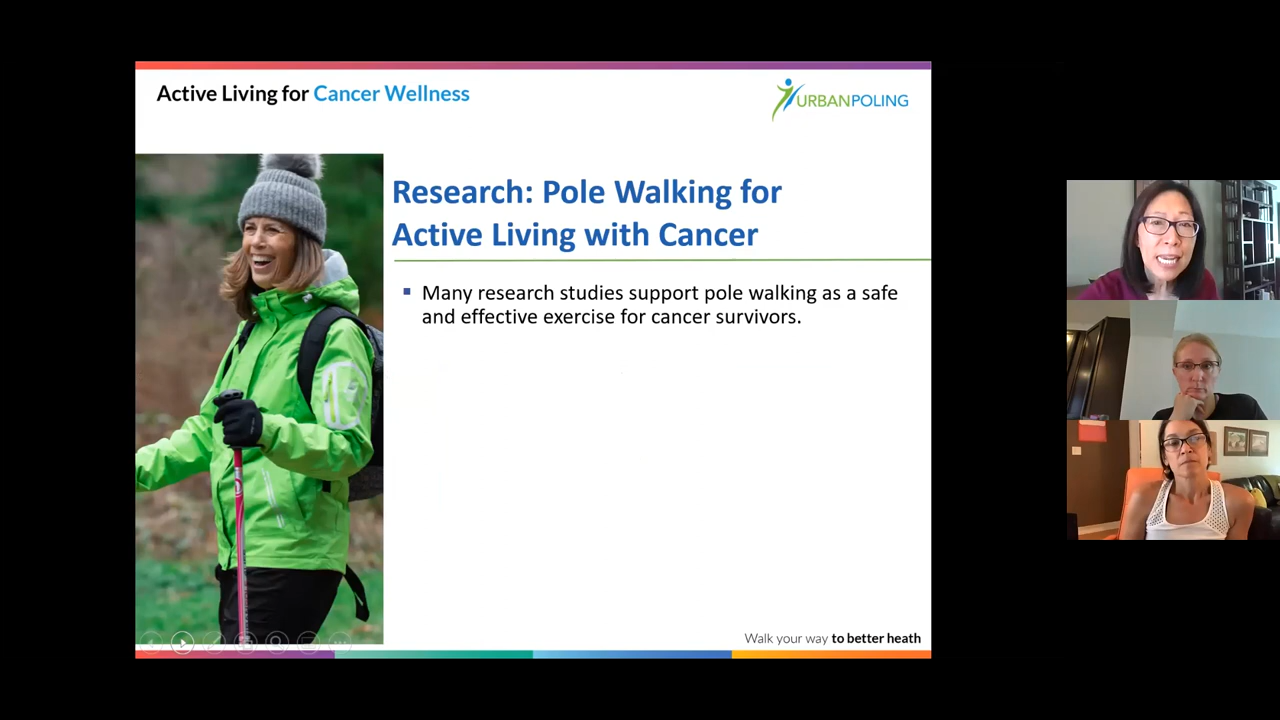 Active Living for Cancer Wellness
URBANPOLING
Research: Pole Walking for
Active Living with Cancer
Many research studies support pole walking as a safe
and effective exercise for cancer survivors.
Walk your way to better heath